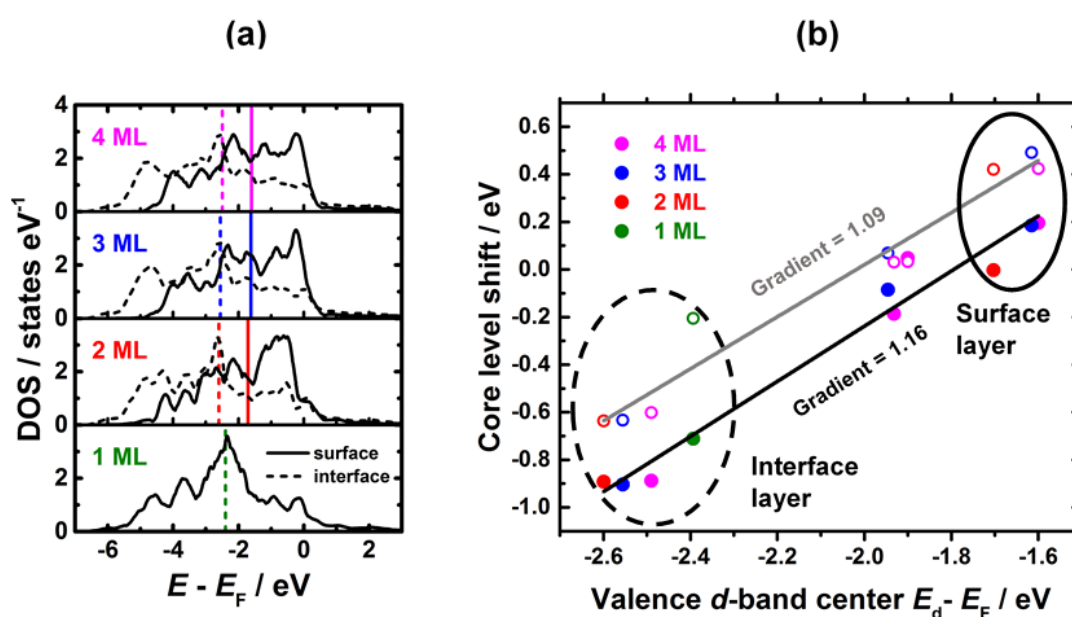 (a)
4 ML
3 ML
2 ML
1 ML
surface
interface
DOS / states eV⁻¹
4
2
0
2
0
2
0
2
0
-6
-4
-2
0
2
E - E_F / eV
(b)
4 ML
3 ML
2 ML
1 ML
Gradient = 1.09
Gradient = 1.16
Surface
layer
Interface
layer
Core level shift / eV
0.6
0.4
0.2
0.0
-0.2
-0.4
-0.6
-0.8
-1.0
-2.6
-2.4
-2.2
-2.0
-1.8
-1.6
Valence d-band center E_d- E_F / eV